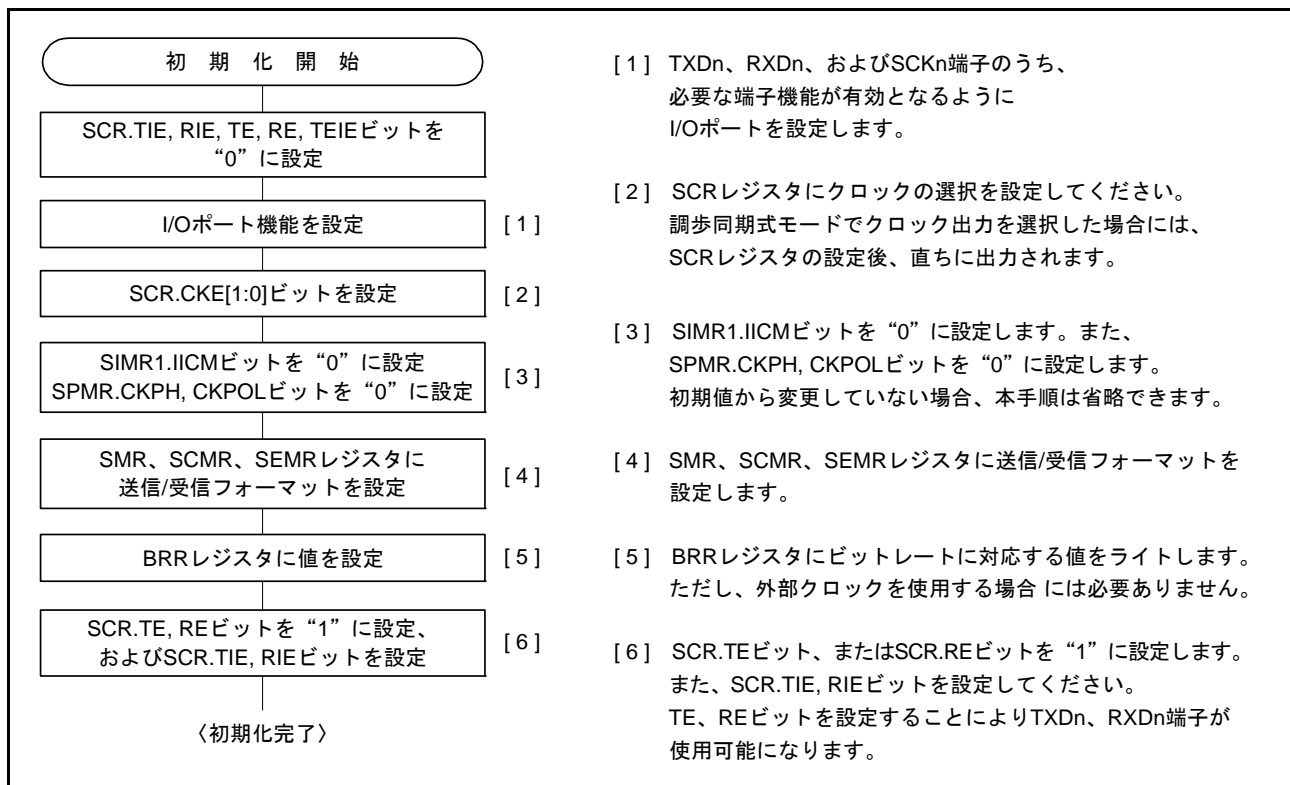 初 期 化 開 始
SCR.TIE, RIE, TE, RE, TEIEビットを
“0”に設定
I/Oポート機能を設定
[ 1 ]
SCR.CKE[1:0]ビットを設定
[ 2 ]
SIMR1.IICMビットを“0”に設定
SPMR.CKPH, CKPOLビットを“0”に設定
[ 3 ]
SMR、SCMR、SEMRレジスタに
送信/受信フォーマットを設定
[ 4 ]
BRRレジスタに値を設定
[ 5 ]
SCR.TE, REビットを“1”に設定、
およびSCR.TIE, RIEビットを設定
[ 6 ]
〈初期化完了〉
[ 1 ] TXDn、RXDn、およびSCKn端子のうち、
必要な端子機能が有効となるように
I/Oポートを設定します。
[ 2 ] SCRレジスタにクロックの選択を設定してください。
調歩同期式モードでクロック出力を選択した場合には、
SCRレジスタの設定後、直ちに出力されます。
[ 3 ] SIMR1.IICMビットを“0”に設定します。また、
SPMR.CKPH, CKPOLビットを“0”に設定します。
初期値から変更していない場合、本手順は省略できます。
[ 4 ] SMR、SCMR、SEMRレジスタに送信/受信フォーマットを
設定します。
[ 5 ] BRRレジスタにビットレートに対応する値をライトします。
ただし、外部クロックを使用する場合 には必要ありません。
[ 6 ] SCR.TEビット、またはSCR.REビットを“1”に設定します。
また、SCR.TIE, RIEビットを設定してください。
TE、REビットを設定することによりTXDn、RXDn端子が
使用可能になります。